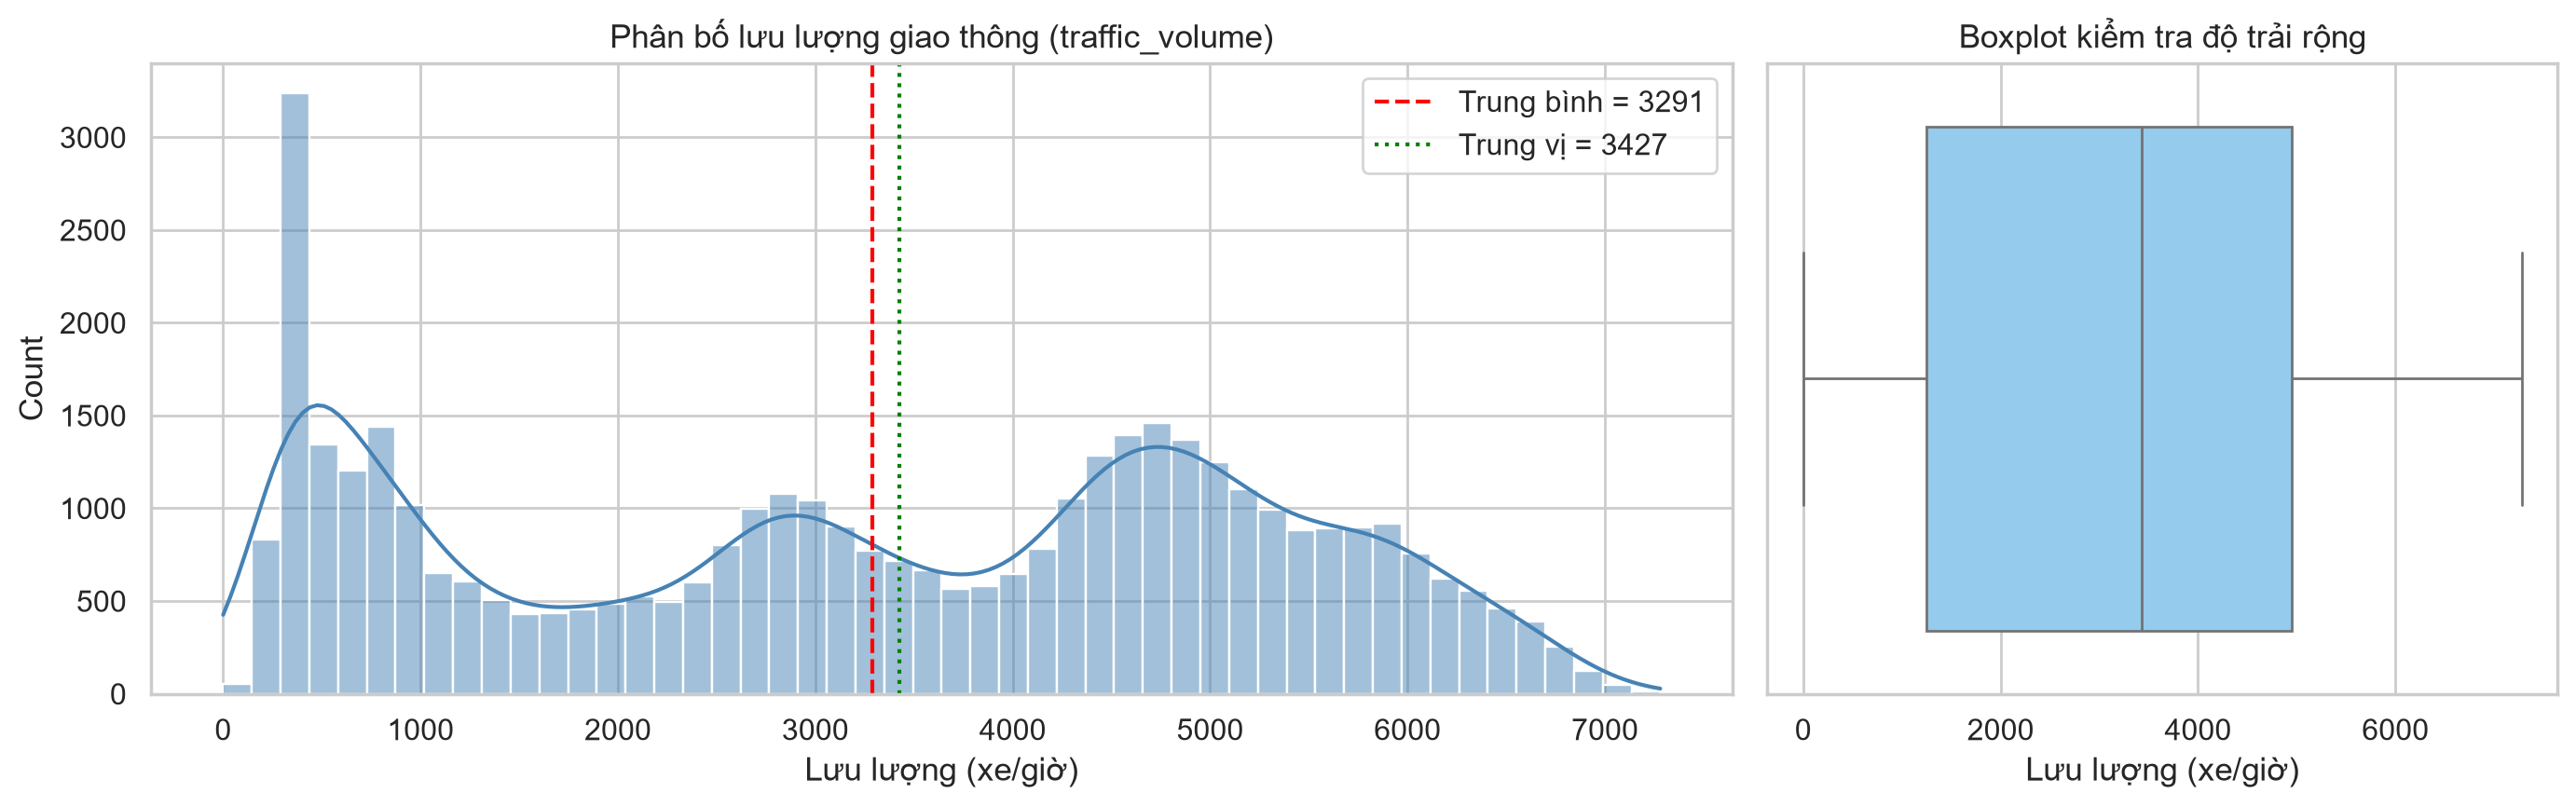 Phân bố lưu lượng giao thông (traffic_volume)
Trung bình = 3291
Trung vị = 3427
Count
3000
2500
2000
1500
1000
500
0
0 1000 2000 3000 4000 5000 6000 7000
Lưu lượng (xe/giờ)
Boxplot kiểm tra độ trải rộng
0 2000 4000 6000
Lưu lượng (xe/giờ)